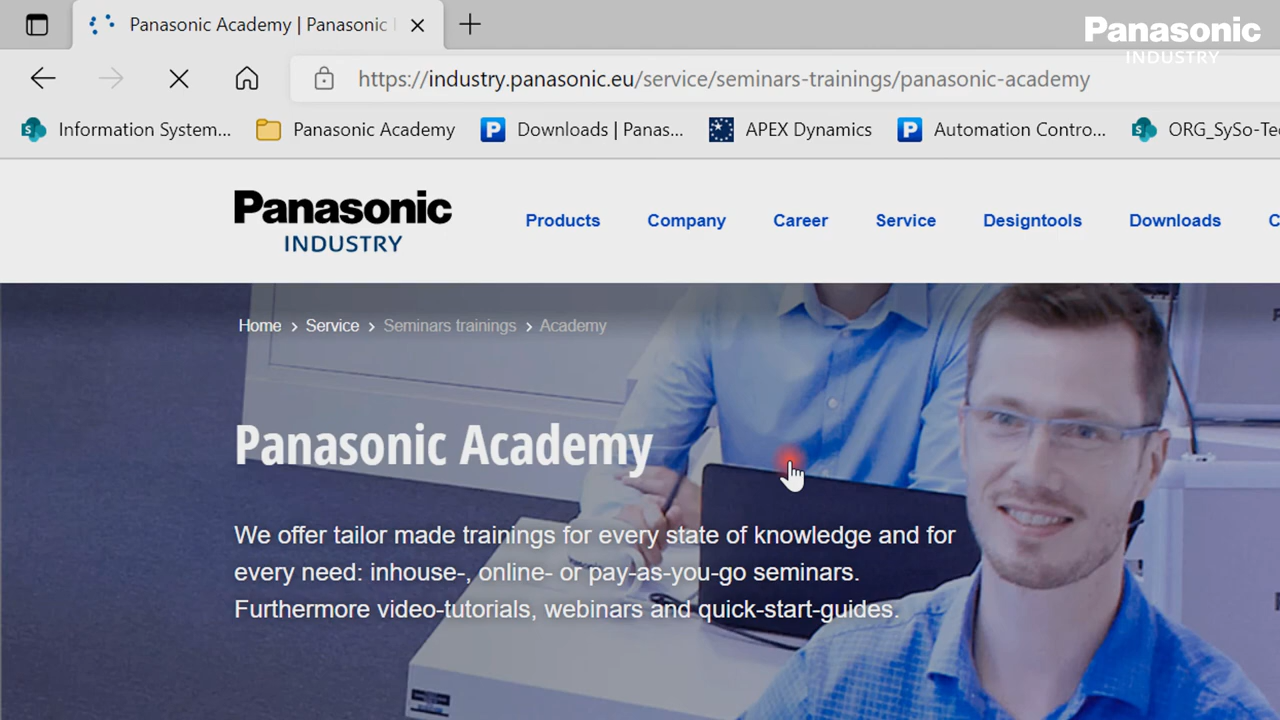 Panasonic Academy | Panasonic
Panasonic
INDUSTRY
https://industry.panasonic.eu/service/seminars-trainings/panasonic-academy
Information System...
Panasonic Academy
Downloads | Panas...
APEX Dynamics
Automation Contro...
ORG_SySo-Te
Panasonic
INDUSTRY
Products
Company
Career
Service
Designtools
Downloads
Home > Service > Seminars trainings > Academy
Panasonic Academy
We offer tailor made trainings for every state of knowledge and for
every need: inhouse-, online- or pay-as-you-go seminars.
Furthermore video-tutorials, webinars and quick-start-guides.